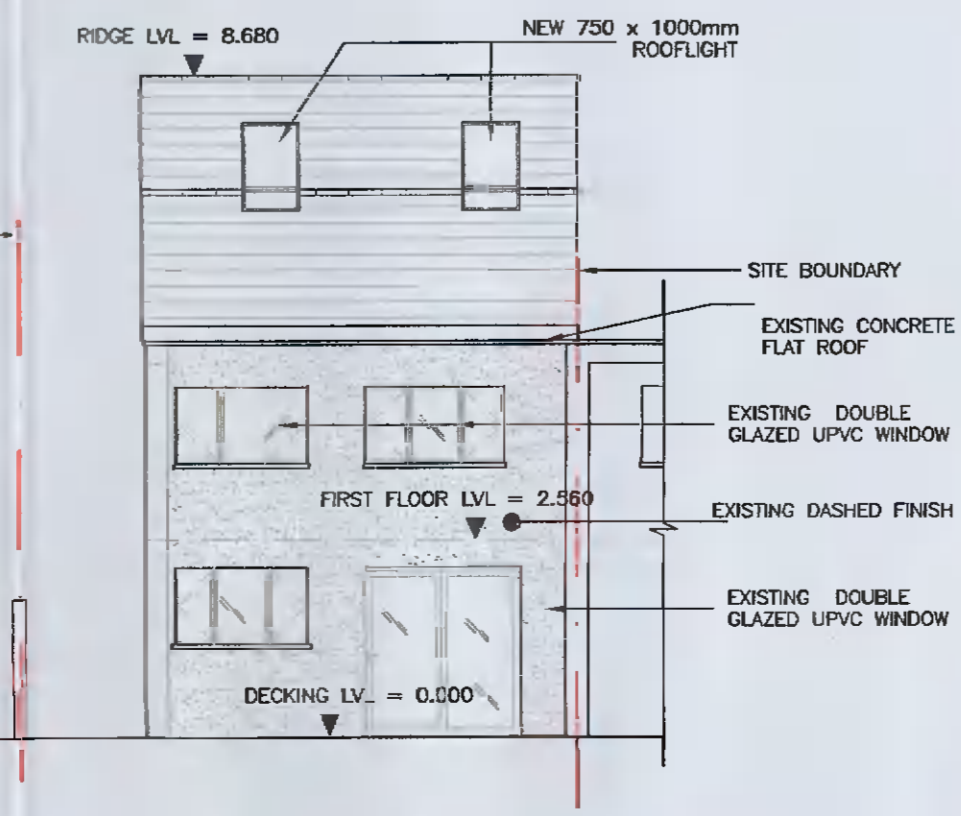 RIDGE LVL = 8.680
NEW 750 x 1000mm
ROOFLIGHT
SITE BOUNDARY
EXISTING CONCRETE
FLAT ROOF
EXISTING DOUBLE
GLAZED UPVC WINDOW
FIRST FLOOR LVL = 2.560
EXISTING DASHED FINISH
EXISTING DOUBLE
GLAZED UPVC WINDOW
DECKING LVL = 0.000